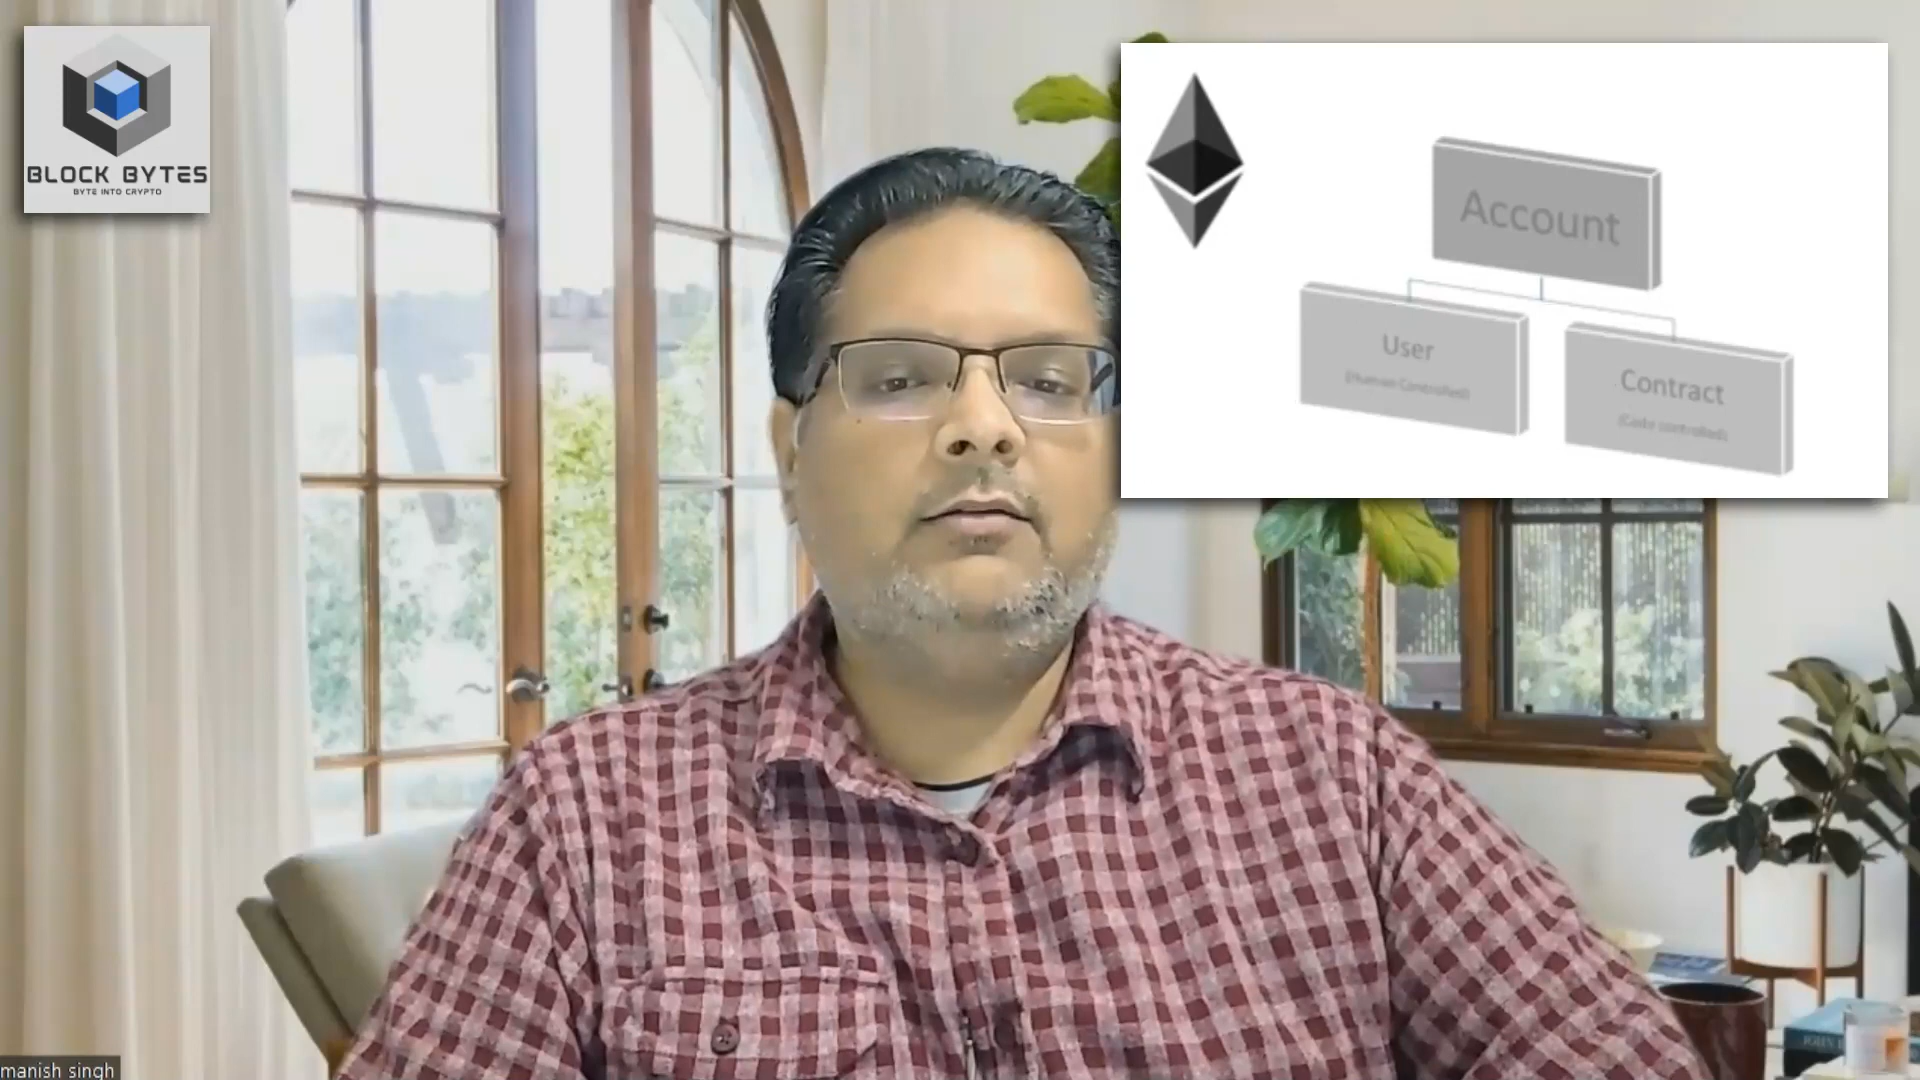 BLOCK BYTES
BYTE INTO CRYPTO
Account
User
(Human Controlled)
Contract
(Code controlled)
manish singh